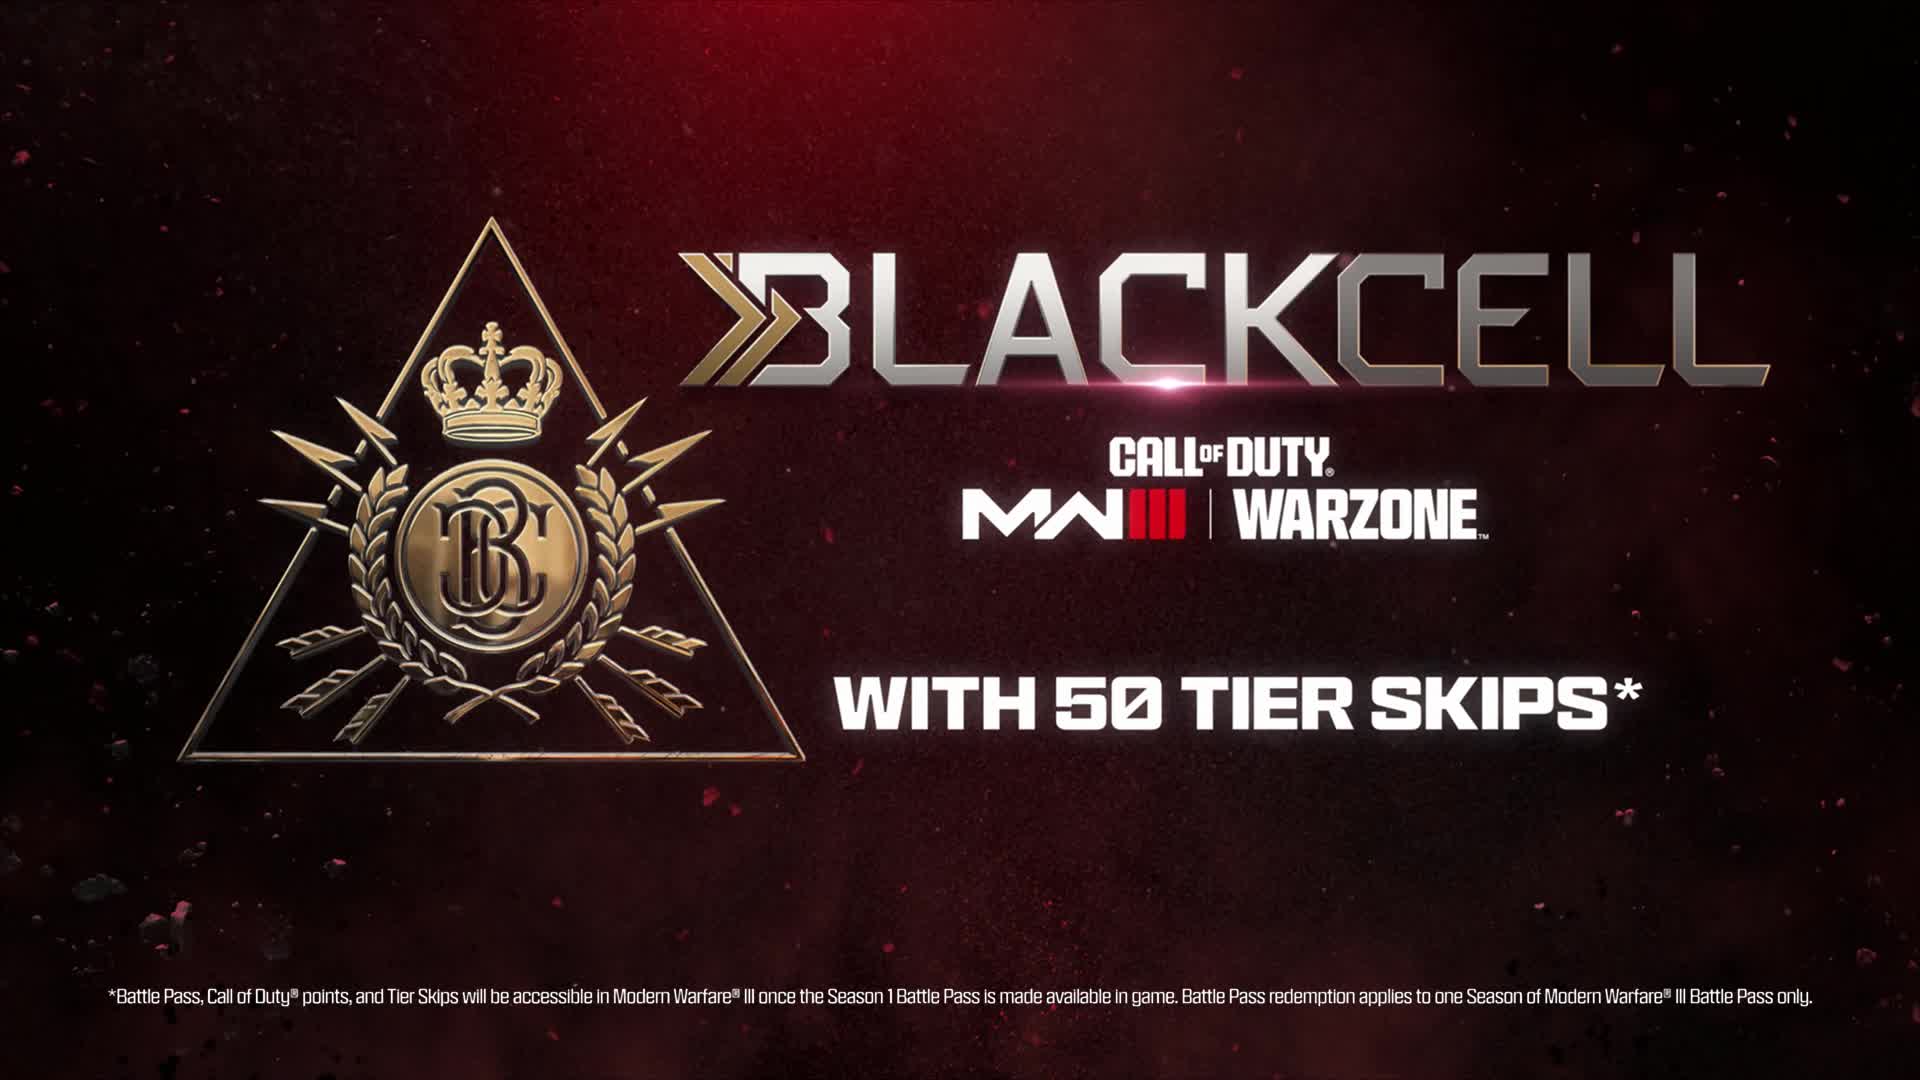 BLACKCELL
CALL OF DUTY®
MWIII | WARZONE™
BC
WITH 50 TIER SKIPS*
*Battle Pass, Call of Duty® points, and Tier Skips will be accessible in Modern Warfare® III once the Season 1 Battle Pass is made available in game. Battle Pass redemption applies to one Season of Modern Warfare® III Battle Pass only.